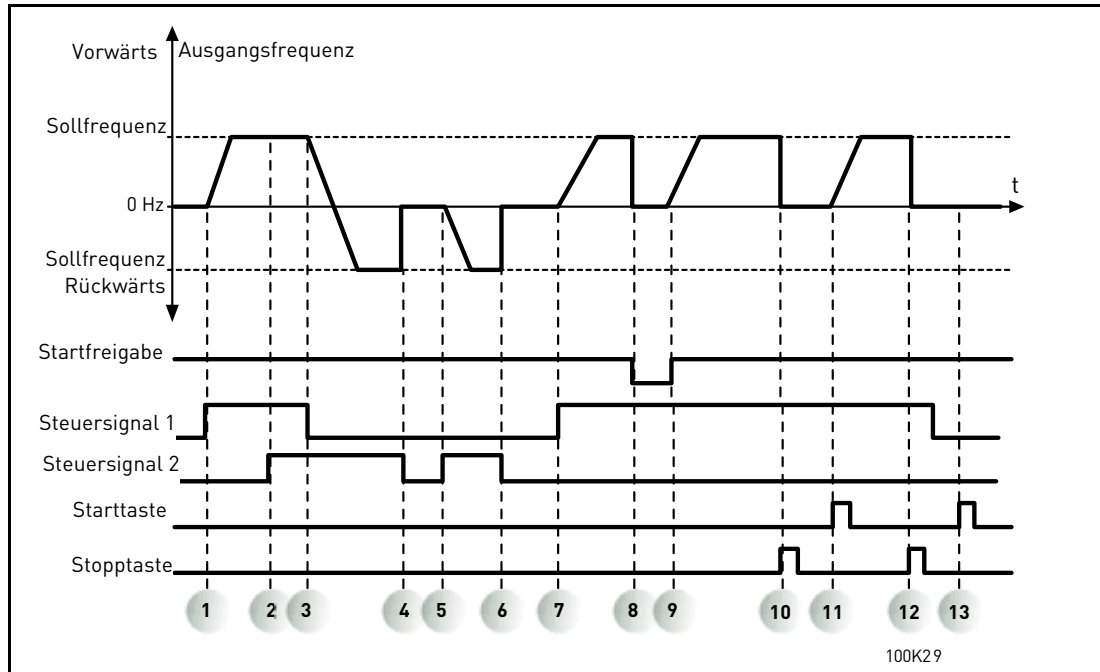 Vorwärts Ausgangsfrequenz
Sollfrequenz
t
0 Hz
Sollfrequenz
Rückwärts
Startfreigabe
Steuersignal 1
Steuersignal 2
Starttaste
Stopptaste
1 2 3 4 5 6 7 8 9 10 11 12 13
100K29